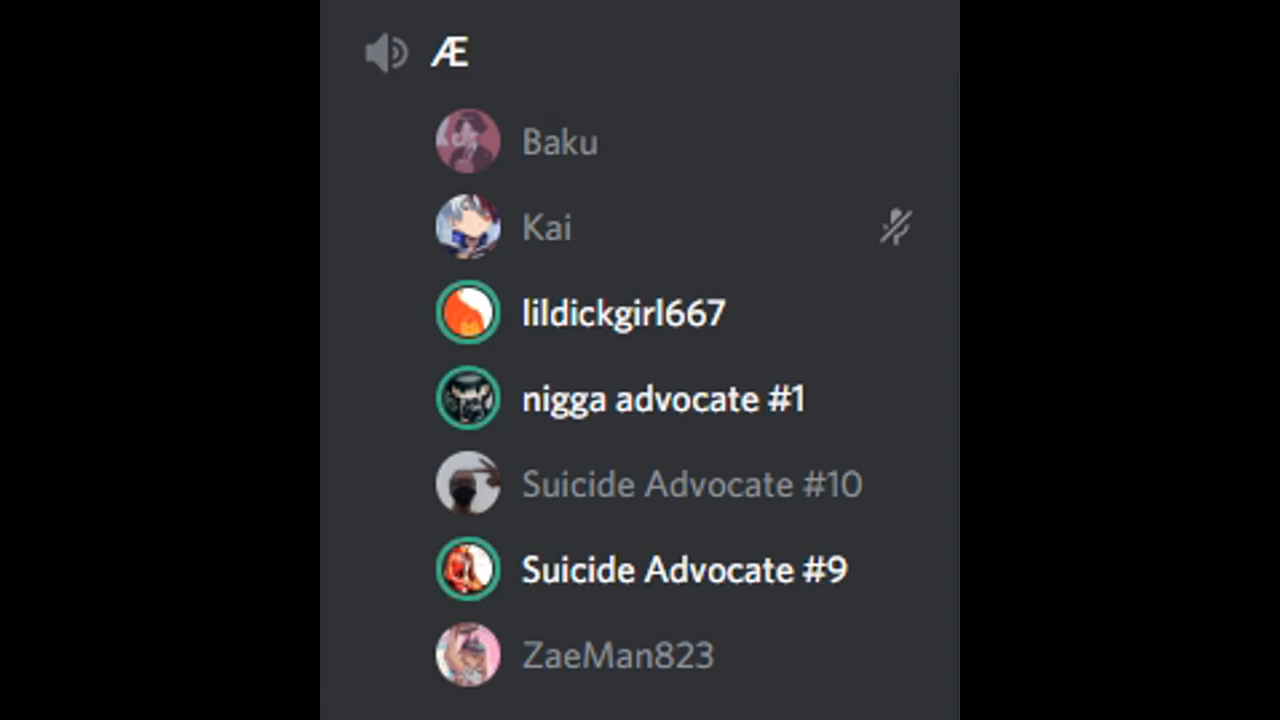 Æ
Baku
Kai
lildickgirl667
nigga advocate #1
Suicide Advocate #10
Suicide Advocate #9
ZaeMan823